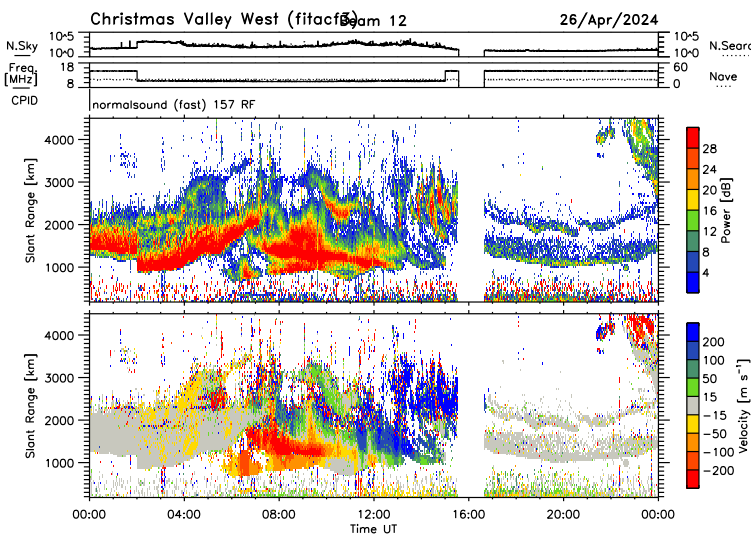 Christmas Valley West (fitacf3) Beam 12 26/Apr/2024
N.Sky 10^5 10^0 10^5 10^0 N.Sear
Freq [MHz] 18 8 60 0 Nave
CPID normalsound (fast) 157 RF
Slant Range [km] 4000 3000 2000 1000
Power [dB] 28 24 20 16 12 8 4
Slant Range [km] 4000 3000 2000 1000
Velocity [m s⁻¹] 200 100 50 15 −15 −50 −100 −200
00:00 04:00 08:00 12:00 16:00 20:00 00:00
Time UT